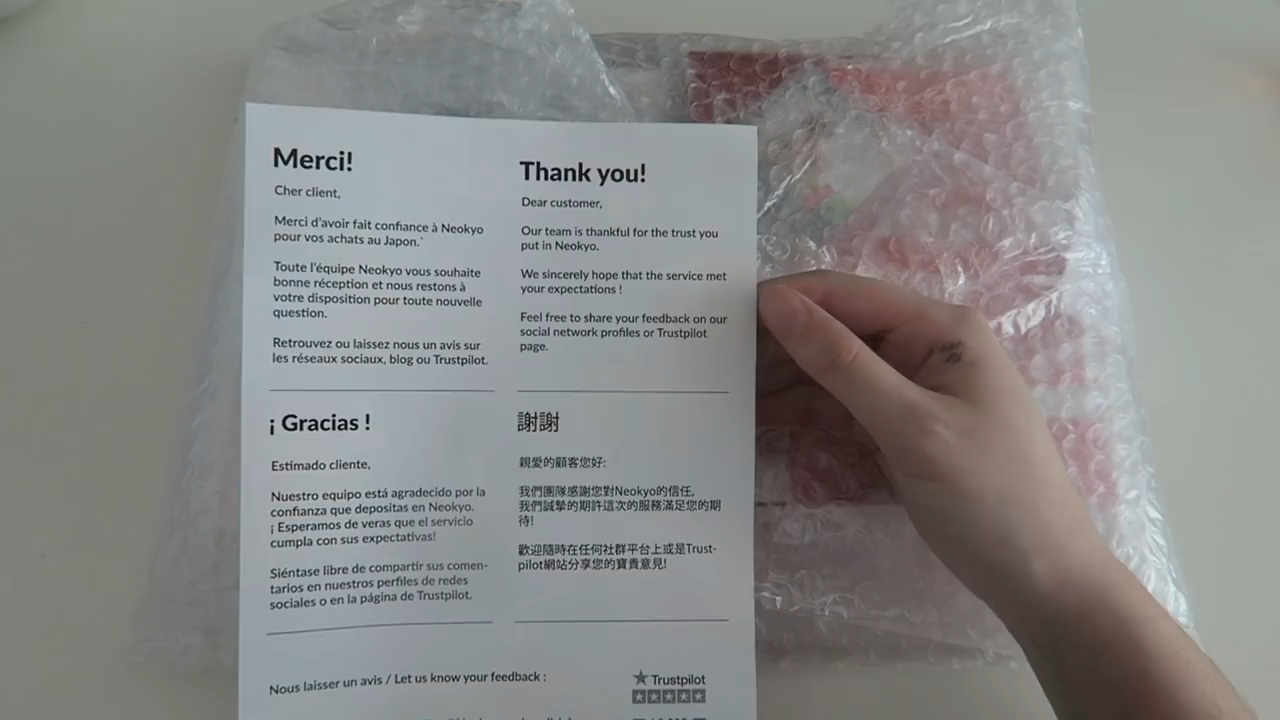 Merci!
Cher client,
Merci d'avoir fait confiance à Neokyo
pour vos achats au Japon.`
Toute l'équipe Neokyo vous souhaite
bonne réception et nous restons à
votre disposition pour toute nouvelle
question.
Retrouvez ou laissez nous un avis sur
les réseaux sociaux, blog ou Trustpilot.
Thank you!
Dear customer,
Our team is thankful for the trust you
put in Neokyo.
We sincerely hope that the service met
your expectations !
Feel free to share your feedback on our
social network profiles or Trustpilot
page.
¡ Gracias !
Estimado cliente,
Nuestro equipo está agradecido por la
confianza que depositas en Neokyo.
¡ Esperamos de veras que el servicio
cumpla con sus expectativas!
Siéntase libre de compartir sus comen-
tarios en nuestros perfiles de redes
sociales o en la página de Trustpilot.
謝謝
親愛的顧客您好:
我們團隊感謝您對Neokyo的信任,
我們誠摯的期許這次的服務滿足您的期
待!
歡迎隨時在任何社群平台上或是Trust-
pilot網站分享您的寶貴意見!
Nous laisser un avis / Let us know your feedback :
Trustpilot